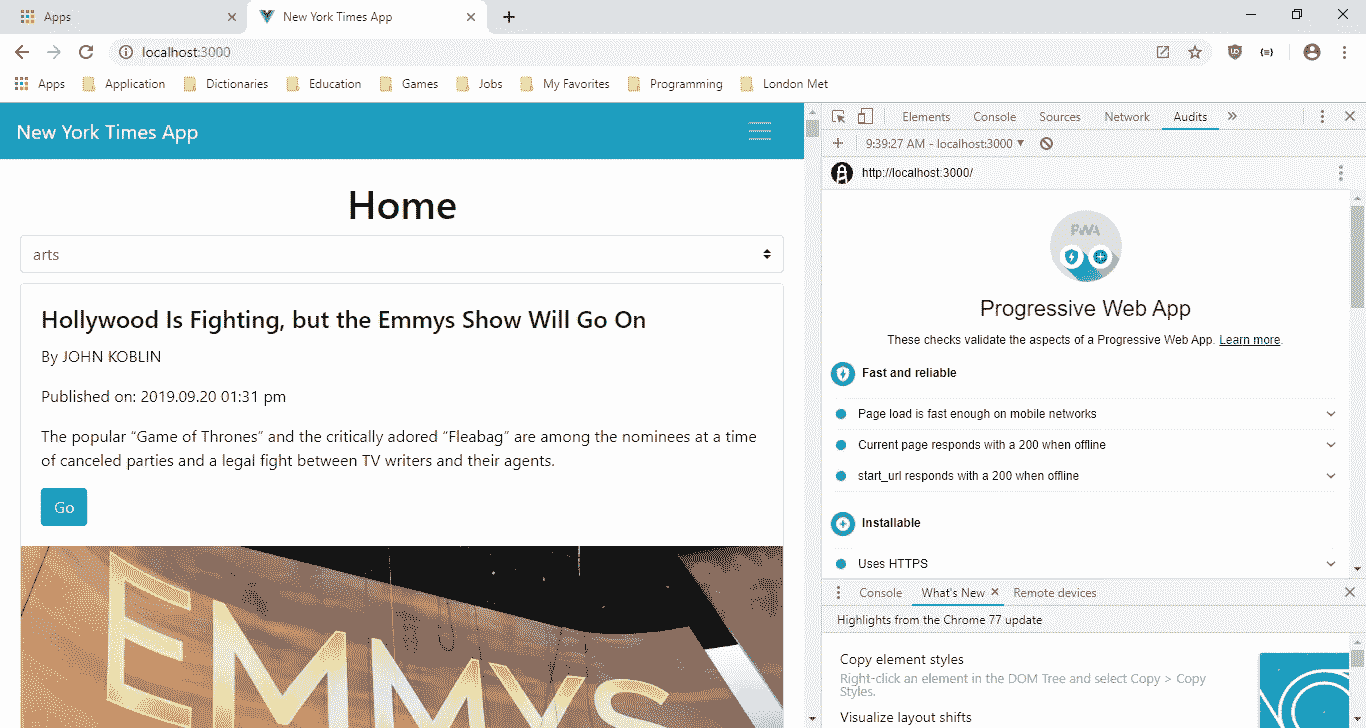 Apps
New York Times App
localhost:3000
Apps
Application
Dictionaries
Education
Games
Jobs
My Favorites
Programming
London Met
New York Times App
Home
arts
Hollywood Is Fighting, but the Emmys Show Will Go On
By JOHN KOBLIN
Published on: 2019.09.20 01:31 pm
The popular “Game of Thrones” and the critically adored “Fleabag” are among the nominees at a time
of canceled parties and a legal fight between TV writers and their agents.
Go
EMMYS
Elements
Console
Sources
Network
Audits
9:39:27 AM - localhost:3000
http://localhost:3000/
PWA
Progressive Web App
These checks validate the aspects of a Progressive Web App. Learn more.
Fast and reliable
Page load is fast enough on mobile networks
Current page responds with a 200 when offline
start_url responds with a 200 when offline
Installable
Uses HTTPS
Console
What's New
Remote devices
Highlights from the Chrome 77 update
Copy element styles
Right-click an element in the DOM Tree and select Copy > Copy
Styles.
Visualize layout shifts